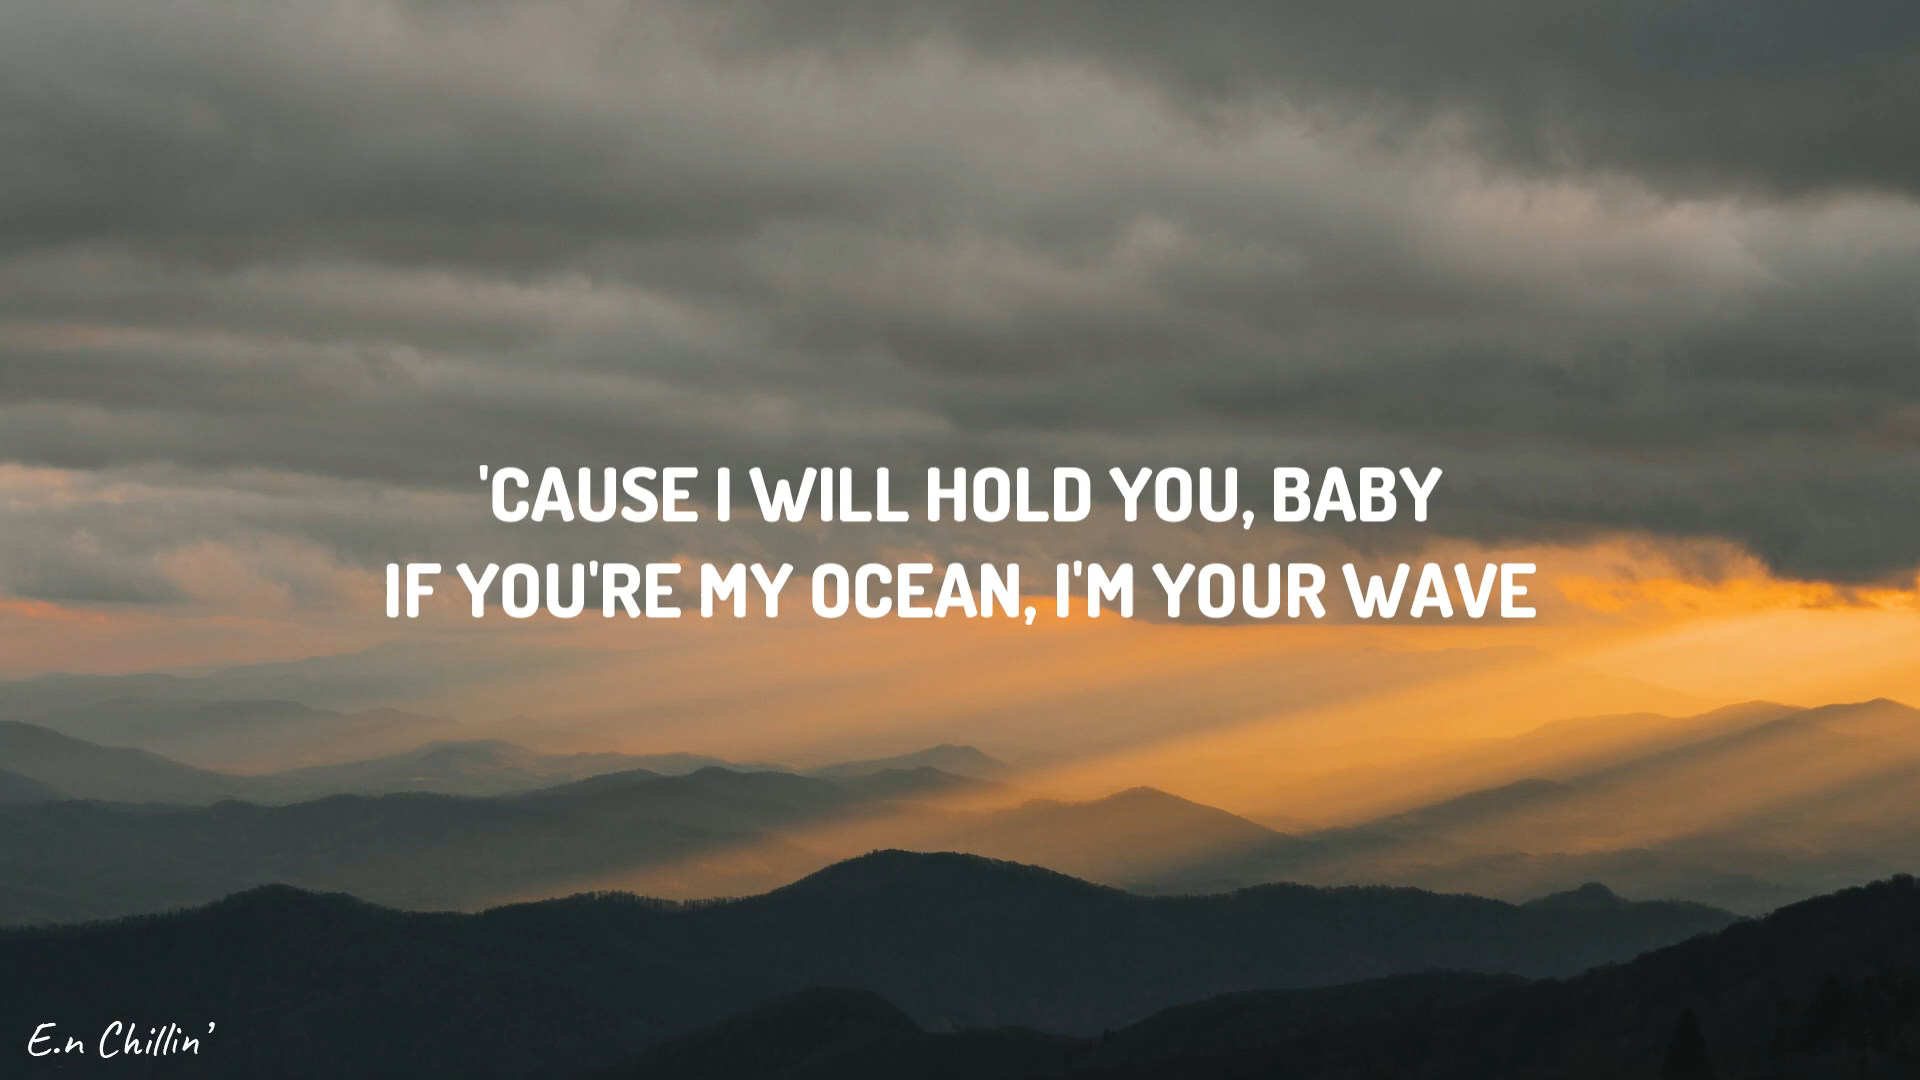 'CAUSE I WILL HOLD YOU, BABY
IF YOU'RE MY OCEAN, I'M YOUR WAVE
E.n Chillin'